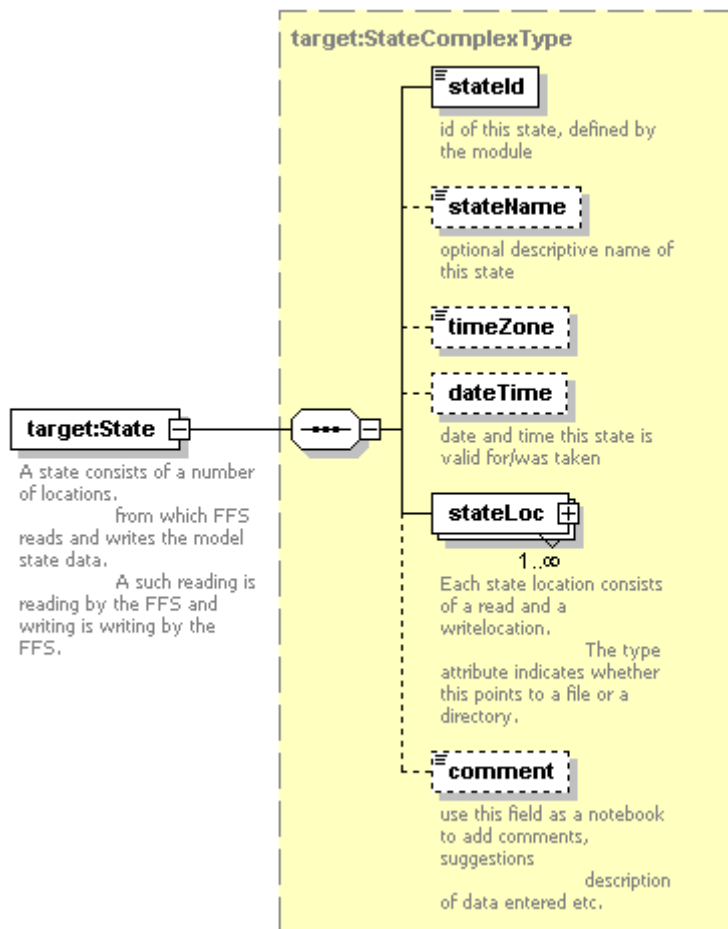 target:StateComplexType
stateId
id of this state, defined by
the module
stateName
optional descriptive name of
this state
timeZone
dateTime
date and time this state is
valid for/was taken
target:State
A state consists of a number
of locations.
from which FFS
reads and writes the model
state data.
A such reading is
reading by the FFS and
writing is writing by the
FFS.
stateLoc
1..∞
Each state location consists
of a read and a
writelocation.
The type
attribute indicates whether
this points to a file or a
directory.
comment
use this field as a notebook
to add comments,
suggestions
description
of data entered etc.